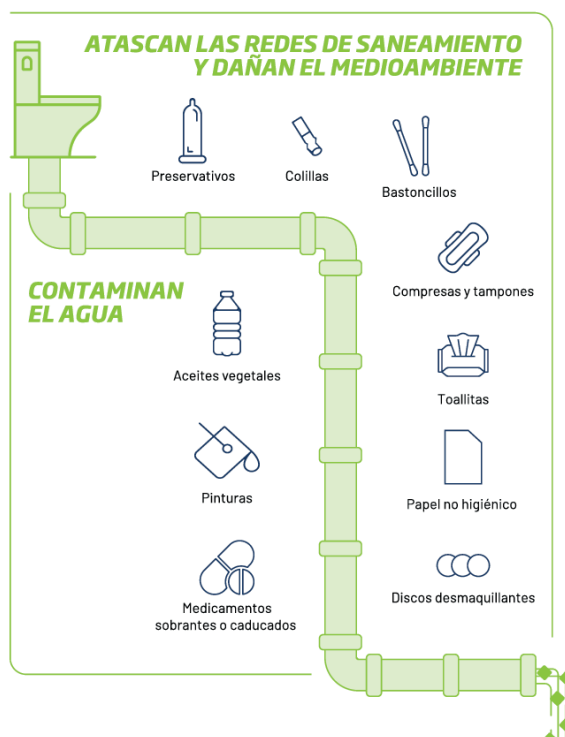 ATASCAN LAS REDES DE SANEAMIENTO
Y DAÑAN EL MEDIOAMBIENTE
Preservativos
Colillas
Bastoncillos
Compresas y tampones
Toallitas
Papel no higiénico
Discos desmaquillantes
CONTAMINAN
EL AGUA
Aceites vegetales
Pinturas
Medicamentos
sobrantes o caducados